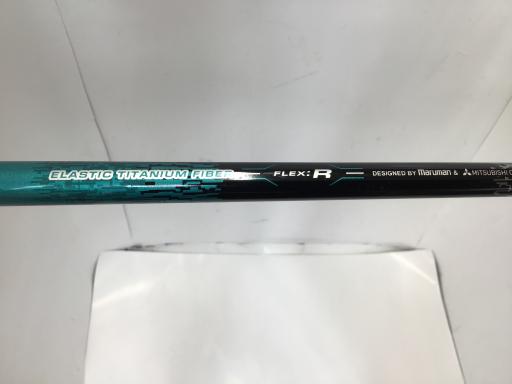 ELASTIC TITANIUM FIBER — FLEX: R — DESIGNED BY maruman & MITSUBISHI